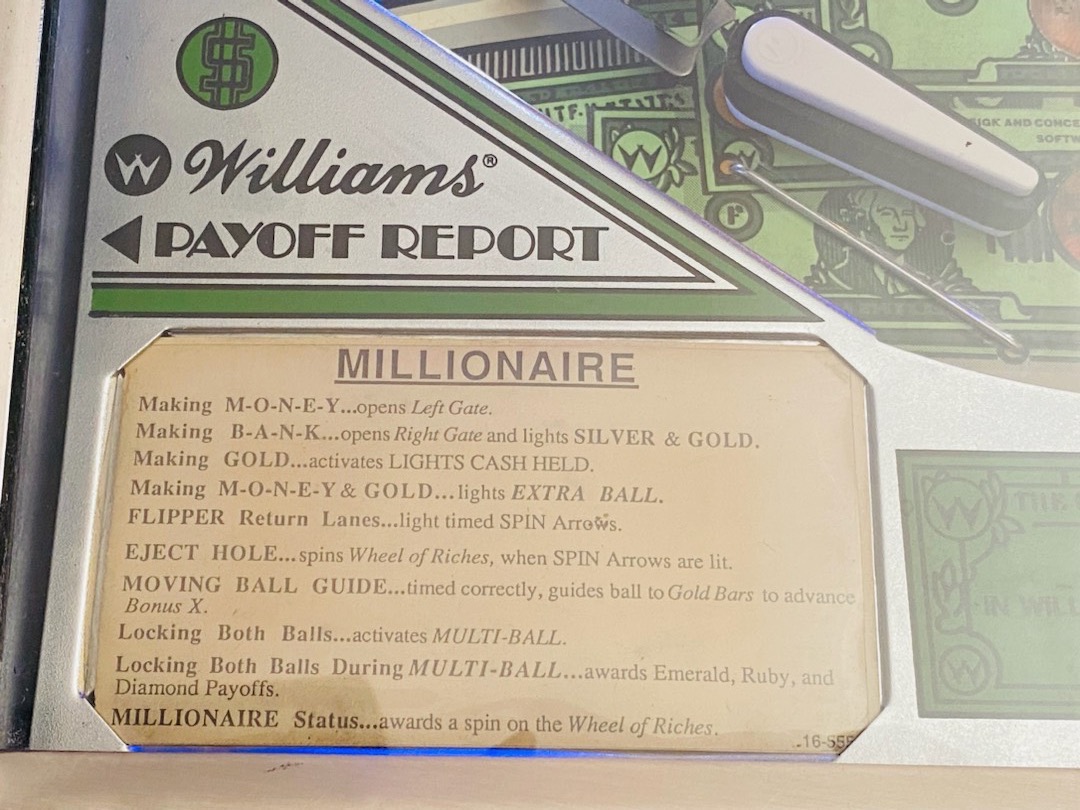 Williams®
PAYOFF REPORT
MILLIONAIRE
Making M-O-N-E-Y...opens Left Gate.
Making B-A-N-K...opens Right Gate and lights SILVER & GOLD.
Making GOLD...activates LIGHTS CASH HELD.
Making M-O-N-E-Y & GOLD...lights EXTRA BALL.
FLIPPER Return Lanes...light timed SPIN Arrows.
EJECT HOLE...spins Wheel of Riches, when SPIN Arrows are lit.
MOVING BALL GUIDE...timed correctly, guides ball to Gold Bars to advance
Bonus X.
Locking Both Balls...activates MULTI-BALL.
Locking Both Balls During MULTI-BALL...awards Emerald, Ruby, and
Diamond Payoffs.
MILLIONAIRE Status...awards a spin on the Wheel of Riches.
F
AND
THE
IN